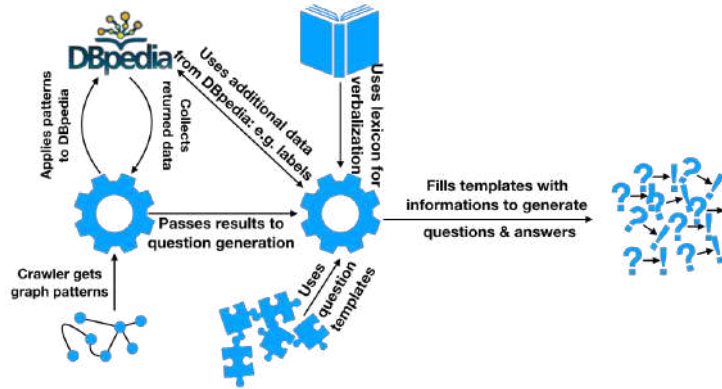 DBpedia
Applies patterns
to DBpedia
Collects
returned data
Uses additional data
from DBpedia: e.g. labels
Uses lexicon for
verbalization
Passes results to
question generation
Fills templates with
informations to generate
questions & answers
Crawler gets
graph patterns
Uses
question
templates